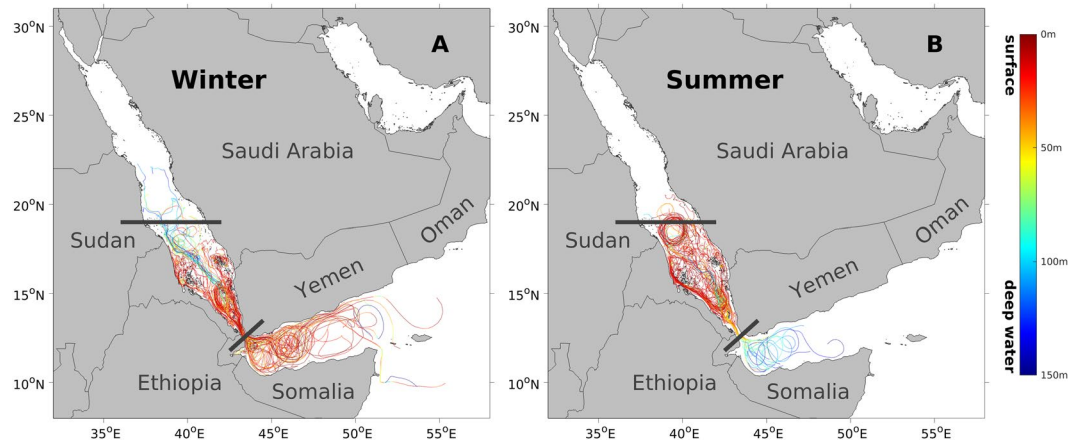 A
Winter
Saudi Arabia
Sudan
Oman
Yemen
Ethiopia
Somalia
30°N
25°N
20°N
15°N
10°N
35°E
40°E
45°E
50°E
55°E
B
Summer
Saudi Arabia
Sudan
Oman
Yemen
Ethiopia
Somalia
30°N
25°N
20°N
15°N
10°N
35°E
40°E
45°E
50°E
55°E
surface
deep water
0m
50m
100m
150m